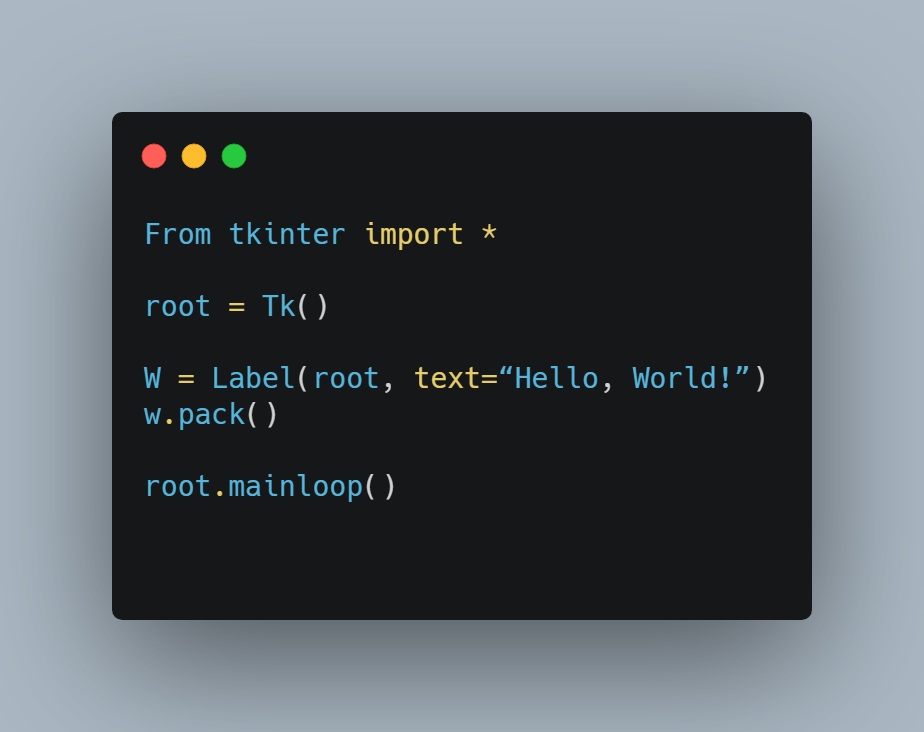 From tkinter import *
root = Tk()
W = Label(root, text=“Hello, World!”)
w.pack()
root.mainloop()